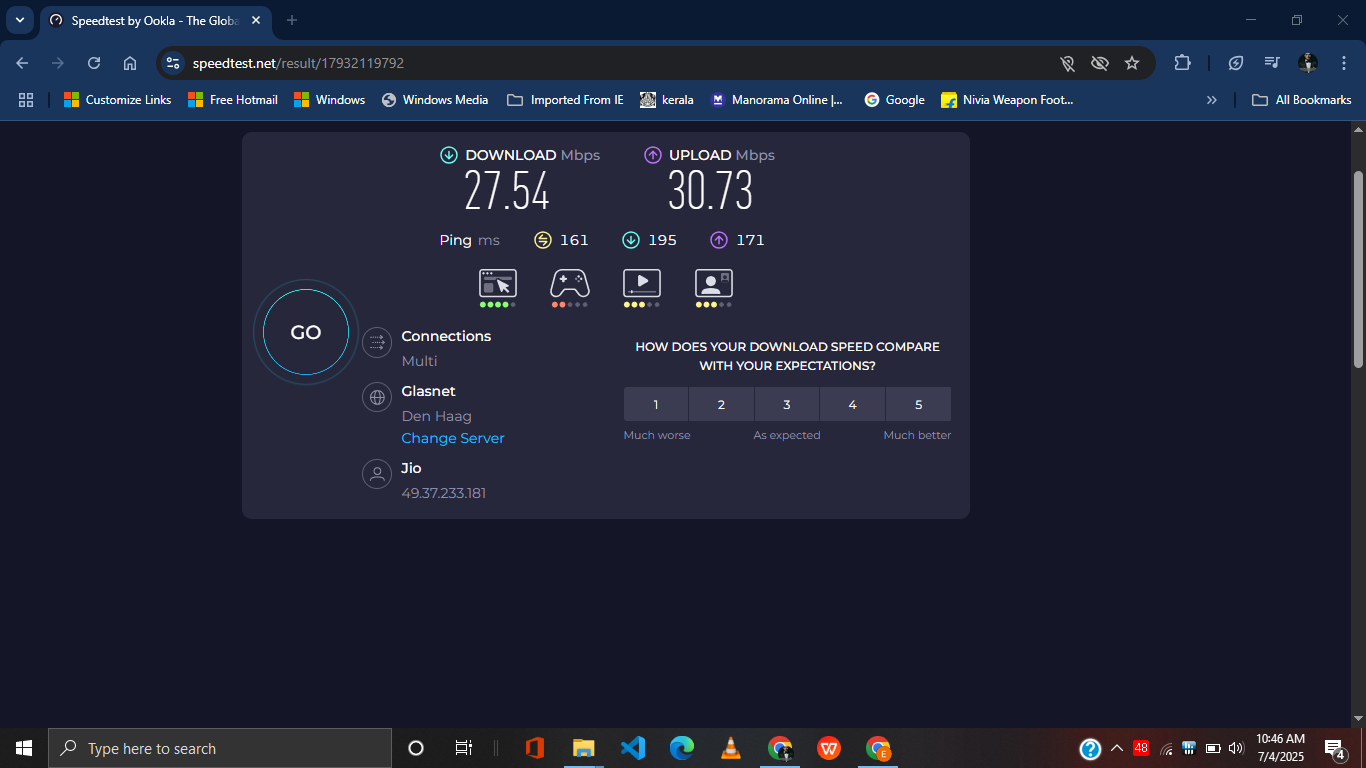 Speedtest by Ookla - The Globa
speedtest.net/result/17932119792
Customize Links
Free Hotmail
Windows
Windows Media
Imported From IE
kerala
Manorama Online |...
Google
Nivia Weapon Foot...
All Bookmarks
DOWNLOAD Mbps
27.54
UPLOAD Mbps
30.73
Ping ms 161 195 171
GO
Connections
Multi
Glasnet
Den Haag
Change Server
Jio
49.37.233.181
HOW DOES YOUR DOWNLOAD SPEED COMPARE
WITH YOUR EXPECTATIONS?
1 2 3 4 5
Much worse As expected Much better
Type here to search
48
10:46 AM
7/4/2025
4